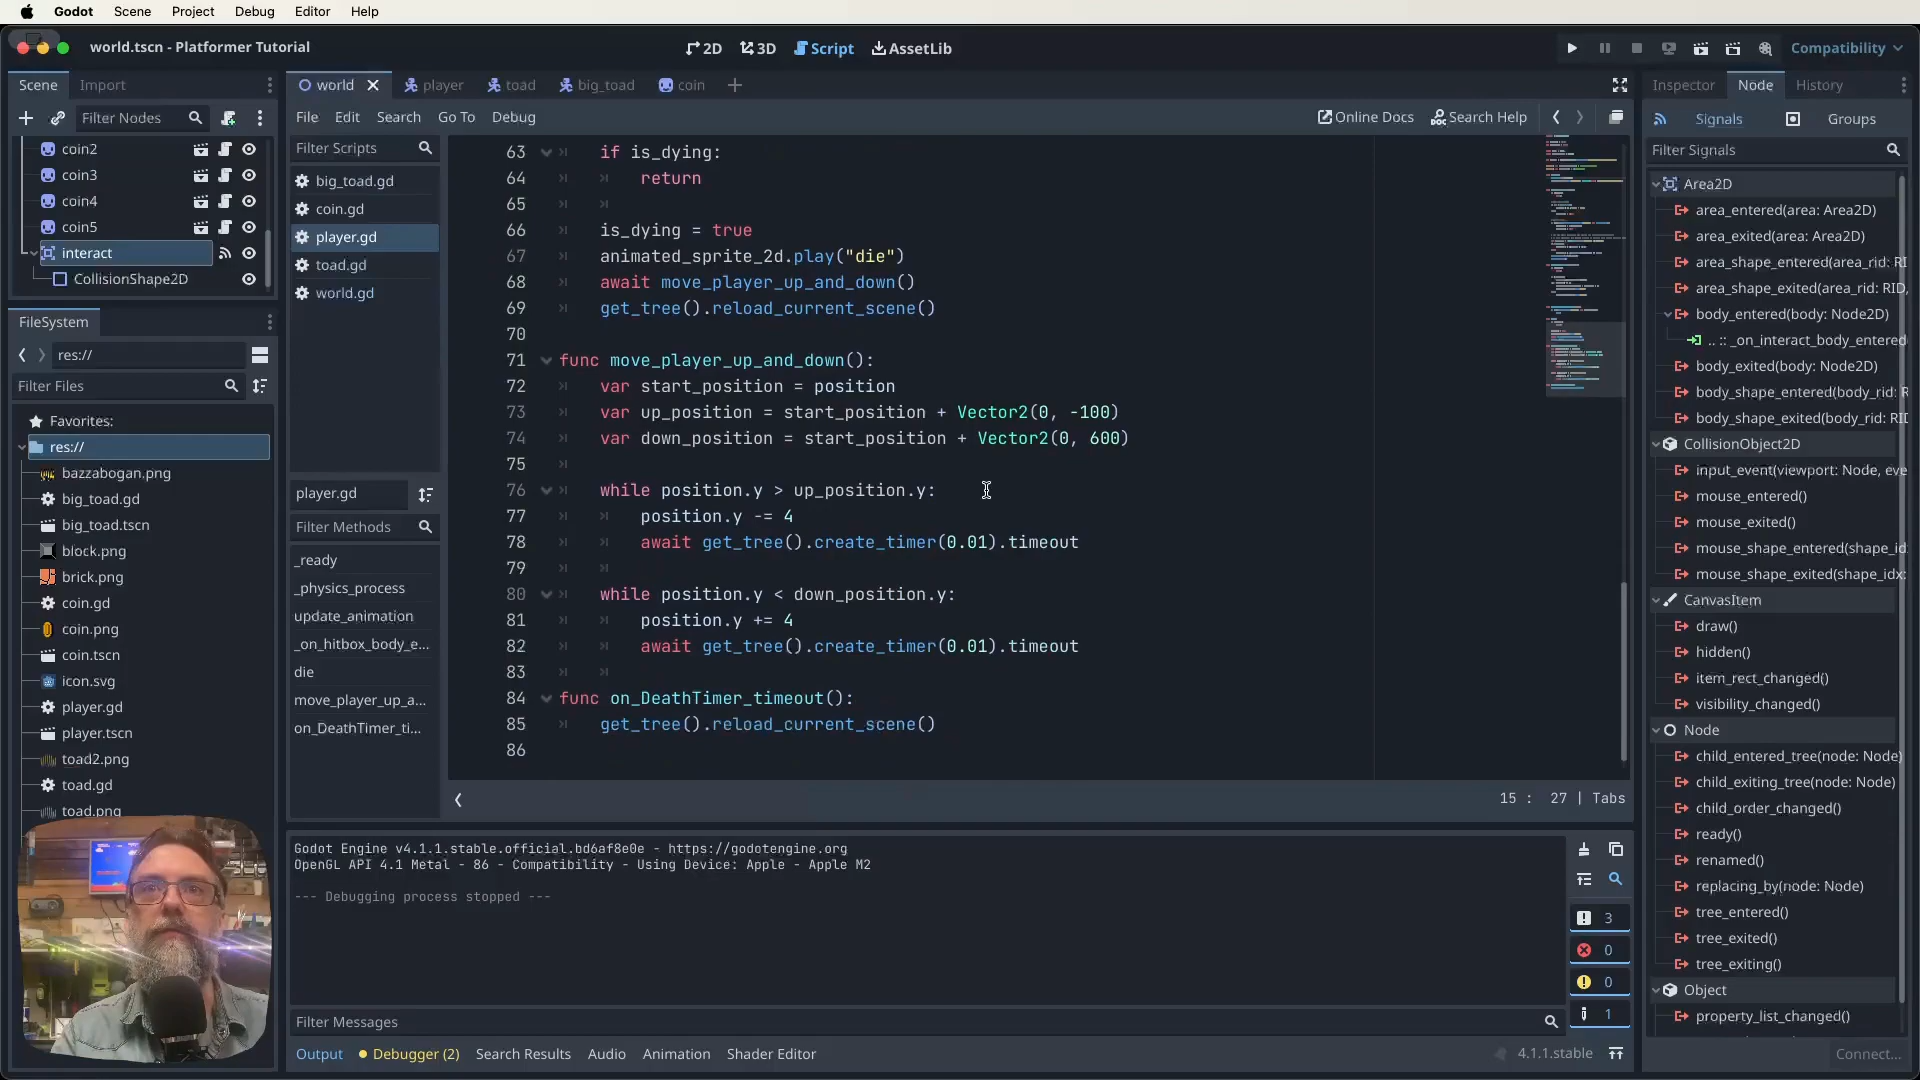 Godot Scene Project Debug Editor Help
world.tscn - Platformer Tutorial
2D 3D Script AssetLib
Compatibility
Scene Import
Filter Nodes
coin2
coin3
coin4
coin5
interact
CollisionShape2D
FileSystem
res://
Filter Files
Favorites:
res://
bazzabogan.png
big_toad.gd
big_toad.tscn
block.png
brick.png
coin.gd
coin.png
coin.tscn
icon.svg
player.gd
player.tscn
toad2.png
toad.gd
toad.png
world player toad big_toad coin
File Edit Search Go To Debug
Online Docs Search Help
Filter Scripts
big_toad.gd
coin.gd
player.gd
toad.gd
world.gd
player.gd
Filter Methods
_ready
_physics_process
update_animation
_on_hitbox_body_e...
die
move_player_up_a...
on_DeathTimer_ti...
63 if is_dying:
64 return
65
66 is_dying = true
67 animated_sprite_2d.play("die")
68 await move_player_up_and_down()
69 get_tree().reload_current_scene()
70
71 func move_player_up_and_down():
72 var start_position = position
73 var up_position = start_position + Vector2(0, -100)
74 var down_position = start_position + Vector2(0, 600)
75
76 while position.y > up_position.y:
77 position.y -= 4
78 await get_tree().create_timer(0.01).timeout
79
80 while position.y < down_position.y:
81 position.y += 4
82 await get_tree().create_timer(0.01).timeout
83
84 func on_DeathTimer_timeout():
85 get_tree().reload_current_scene()
86
15 : 27 | Tabs
Godot Engine v4.1.1.stable.official.bd6af8e0e - https://godotengine.org
OpenGL API 4.1 Metal - 86 - Compatibility - Using Device: Apple - Apple M2
--- Debugging process stopped ---
3
0
0
1
Filter Messages
Output Debugger (2) Search Results Audio Animation Shader Editor
4.1.1.stable
Inspector Node History
Signals Groups
Filter Signals
Area2D
area_entered(area: Area2D)
area_exited(area: Area2D)
area_shape_entered(area_rid: RI
area_shape_exited(area_rid: RID,
body_entered(body: Node2D)
.. :: _on_interact_body_entered
body_exited(body: Node2D)
body_shape_entered(body_rid: R
body_shape_exited(body_rid: RI
CollisionObject2D
input_event(viewport: Node, eve
mouse_entered()
mouse_exited()
mouse_shape_entered(shape_id
mouse_shape_exited(shape_idx:
CanvasItem
draw()
hidden()
item_rect_changed()
visibility_changed()
Node
child_entered_tree(node: Node)
child_exiting_tree(node: Node)
child_order_changed()
ready()
renamed()
replacing_by(node: Node)
tree_entered()
tree_exited()
tree_exiting()
Object
property_list_changed()
Connect...